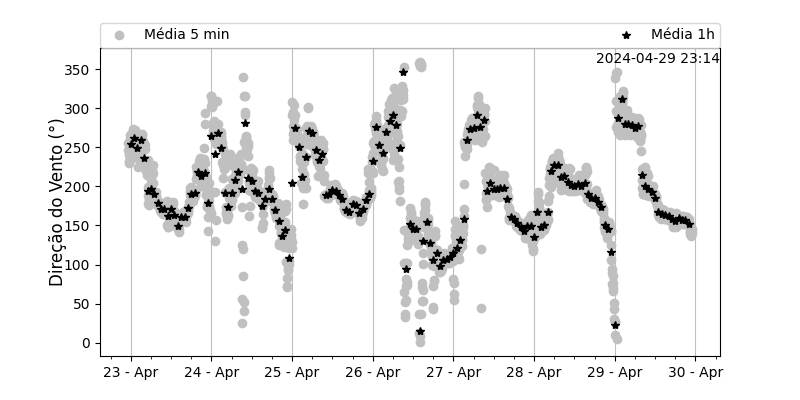 Média 5 min
Média 1h
2024-04-29 23:14
Direção do Vento (°)
350
300
250
200
150
100
50
0
23 - Apr
24 - Apr
25 - Apr
26 - Apr
27 - Apr
28 - Apr
29 - Apr
30 - Apr